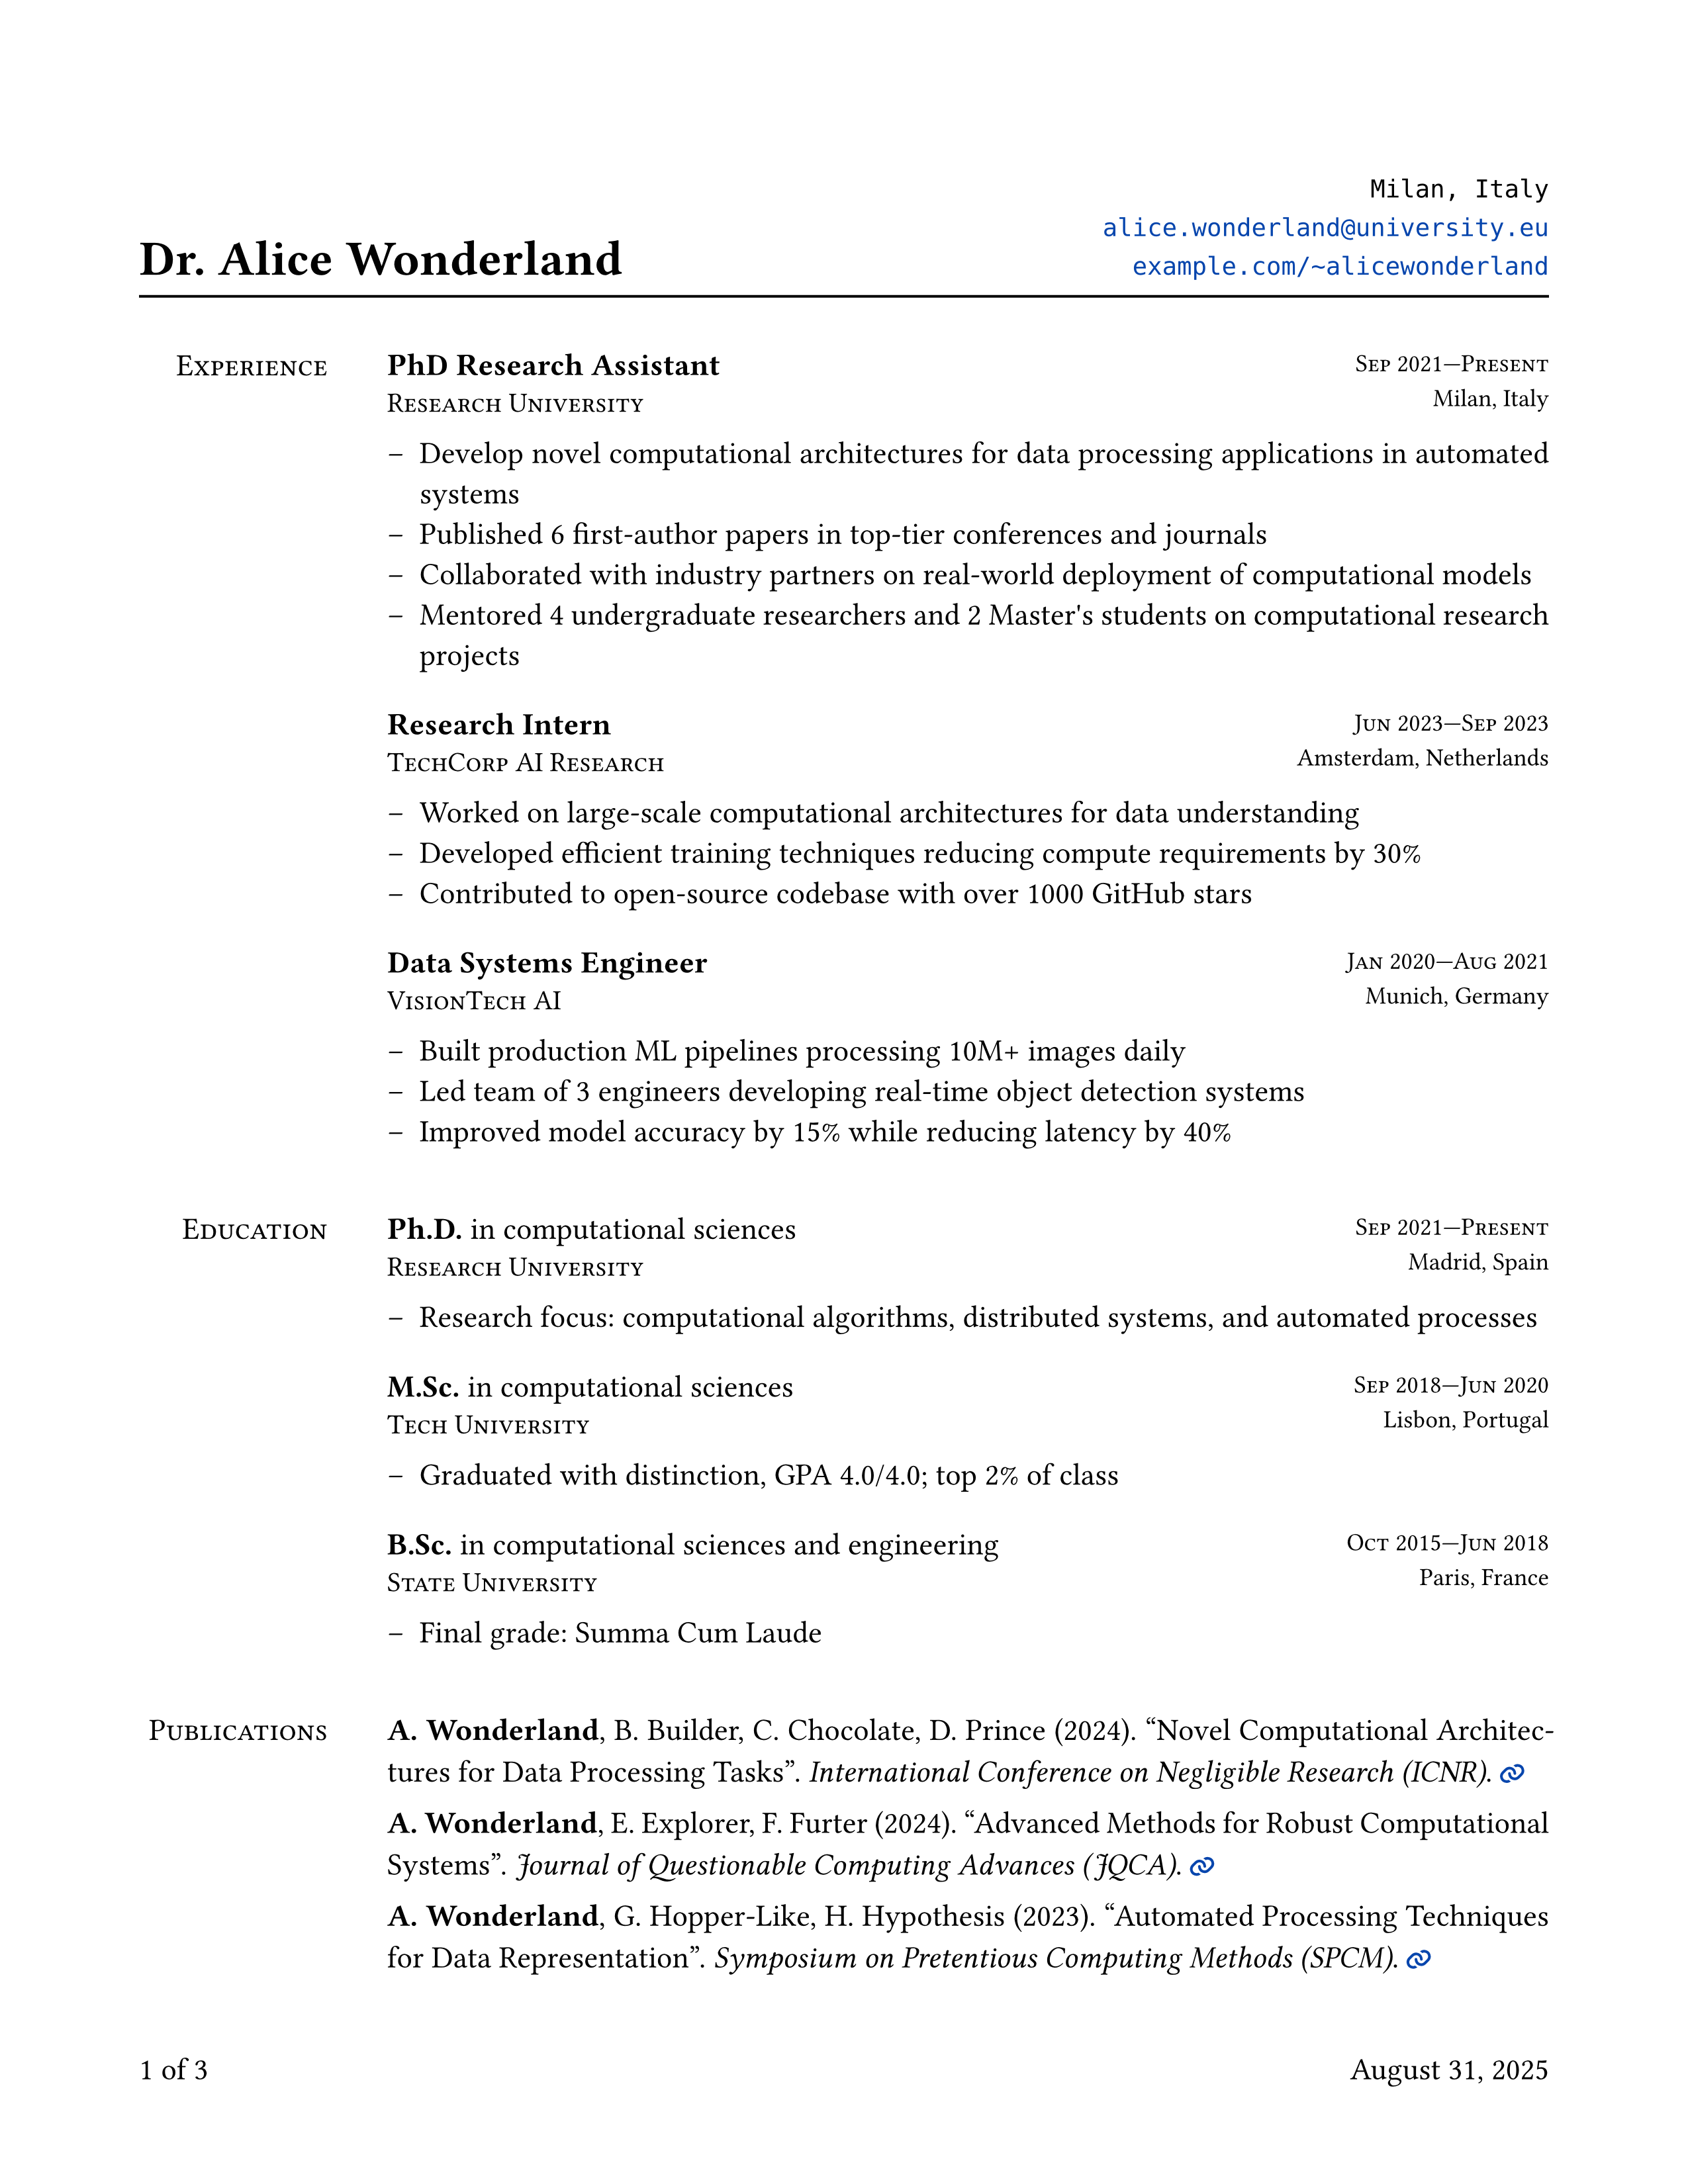 Milan, Italy
alice.wonderland@university.eu
Dr. Alice Wonderland
example.com/~alicewonderland
Experience
PhD Research Assistant
Sep 2021—Present
Research University
Milan, Italy
– Develop novel computational architectures for data processing applications in automated
systems
– Published 6 first-author papers in top-tier conferences and journals
– Collaborated with industry partners on real-world deployment of computational models
– Mentored 4 undergraduate researchers and 2 Master's students on computational research
projects
Research Intern
Jun 2023—Sep 2023
TechCorp AI Research
Amsterdam, Netherlands
– Worked on large-scale computational architectures for data understanding
– Developed efficient training techniques reducing compute requirements by 30%
– Contributed to open-source codebase with over 1000 GitHub stars
Data Systems Engineer
Jan 2020—Aug 2021
VisionTech AI
Munich, Germany
– Built production ML pipelines processing 10M+ images daily
– Led team of 3 engineers developing real-time object detection systems
– Improved model accuracy by 15% while reducing latency by 40%
Education
Ph.D. in computational sciences
Sep 2021—Present
Research University
Madrid, Spain
– Research focus: computational algorithms, distributed systems, and automated processes
M.Sc. in computational sciences
Sep 2018—Jun 2020
Tech University
Lisbon, Portugal
– Graduated with distinction, GPA 4.0/4.0; top 2% of class
B.Sc. in computational sciences and engineering
Oct 2015—Jun 2018
State University
Paris, France
– Final grade: Summa Cum Laude
Publications
A. Wonderland, B. Builder, C. Chocolate, D. Prince (2024). “Novel Computational Architec-
tures for Data Processing Tasks”. International Conference on Negligible Research (ICNR).
A. Wonderland, E. Explorer, F. Furter (2024). “Advanced Methods for Robust Computational
Systems”. Journal of Questionable Computing Advances (JQCA).
A. Wonderland, G. Hopper-Like, H. Hypothesis (2023). “Automated Processing Techniques
for Data Representation”. Symposium on Pretentious Computing Methods (SPCM).
1 of 3
August 31, 2025